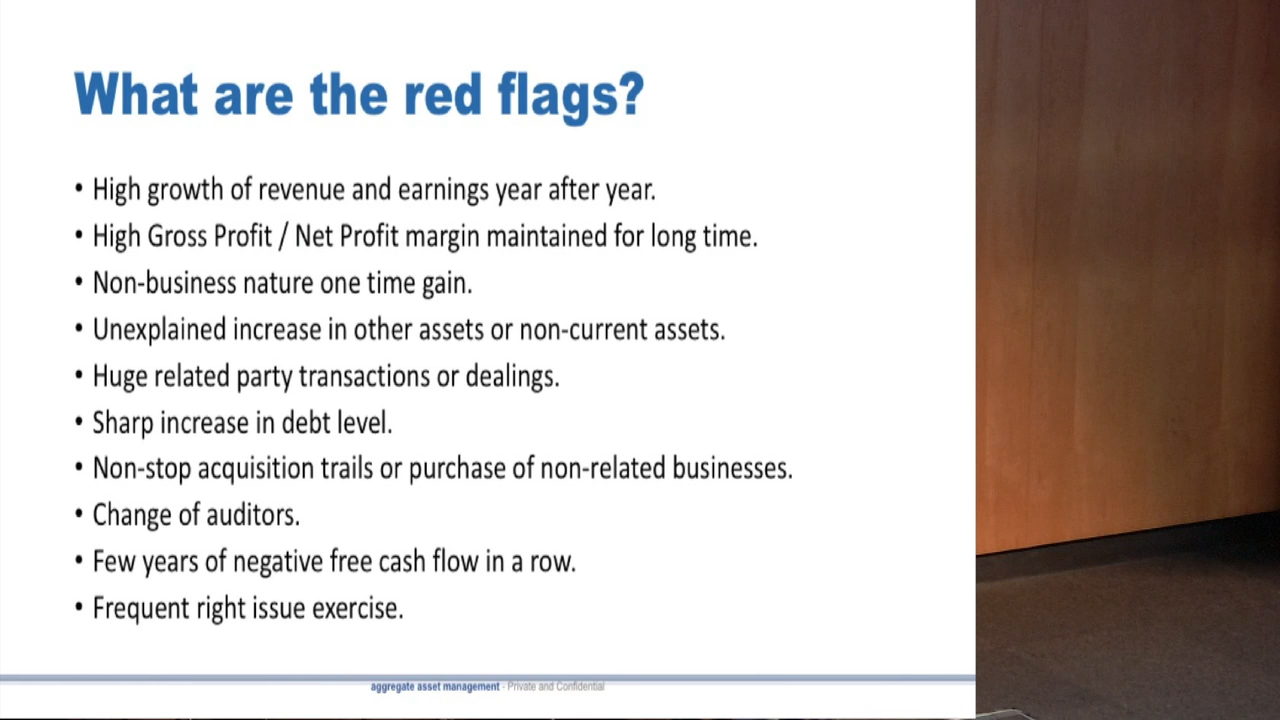 What are the red flags?
• High growth of revenue and earnings year after year.
• High Gross Profit / Net Profit margin maintained for long time.
• Non-business nature one time gain.
• Unexplained increase in other assets or non-current assets.
• Huge related party transactions or dealings.
• Sharp increase in debt level.
• Non-stop acquisition trails or purchase of non-related businesses.
• Change of auditors.
• Few years of negative free cash flow in a row.
• Frequent right issue exercise.
aggregate asset management - Private and Confidential